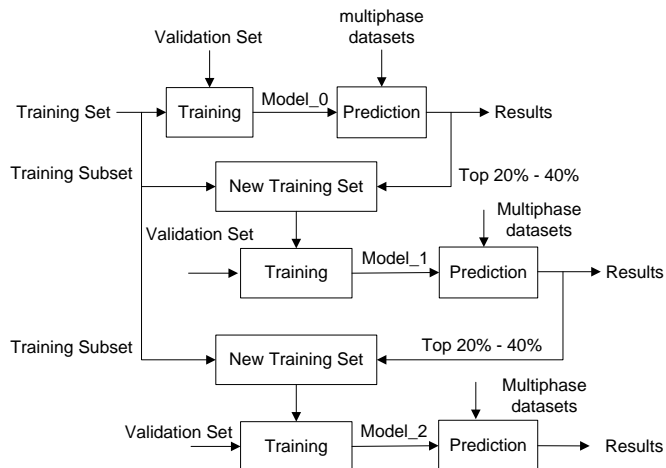 Validation Set
multiphase
datasets
Training Set
Training
Model_0
Prediction
Results
Training Subset
New Training Set
Top 20% - 40%
Validation Set
Multiphase
datasets
Training
Model_1
Prediction
Results
Training Subset
New Training Set
Top 20% - 40%
Multiphase
datasets
Validation Set
Training
Model_2
Prediction
Results